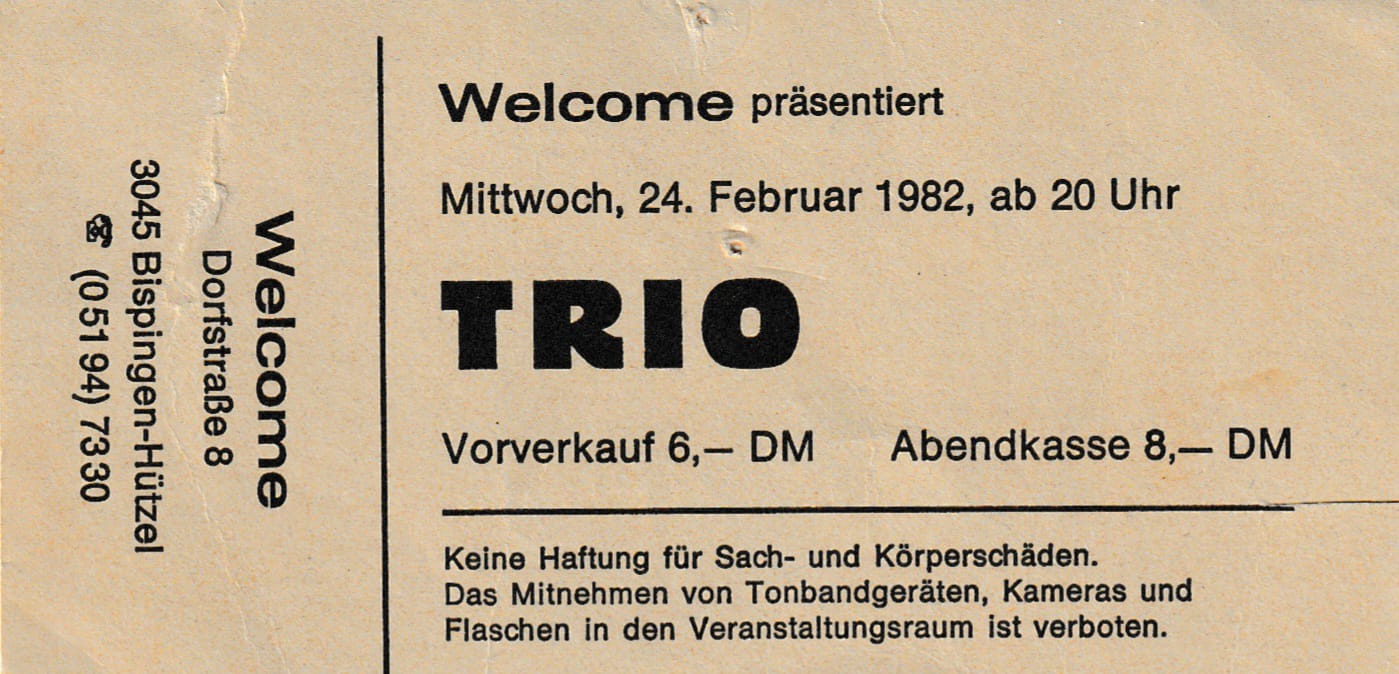 Welcome
Dorfstraße 8
3045 Bispingen-Hützel
☎ (0 51 94) 73 30
Welcome präsentiert
Mittwoch, 24. Februar 1982, ab 20 Uhr
TRIO
Vorverkauf 6,— DM Abendkasse 8,— DM
Keine Haftung für Sach- und Körperschäden.
Das Mitnehmen von Tonbandgeräten, Kameras und
Flaschen in den Veranstaltungsraum ist verboten.